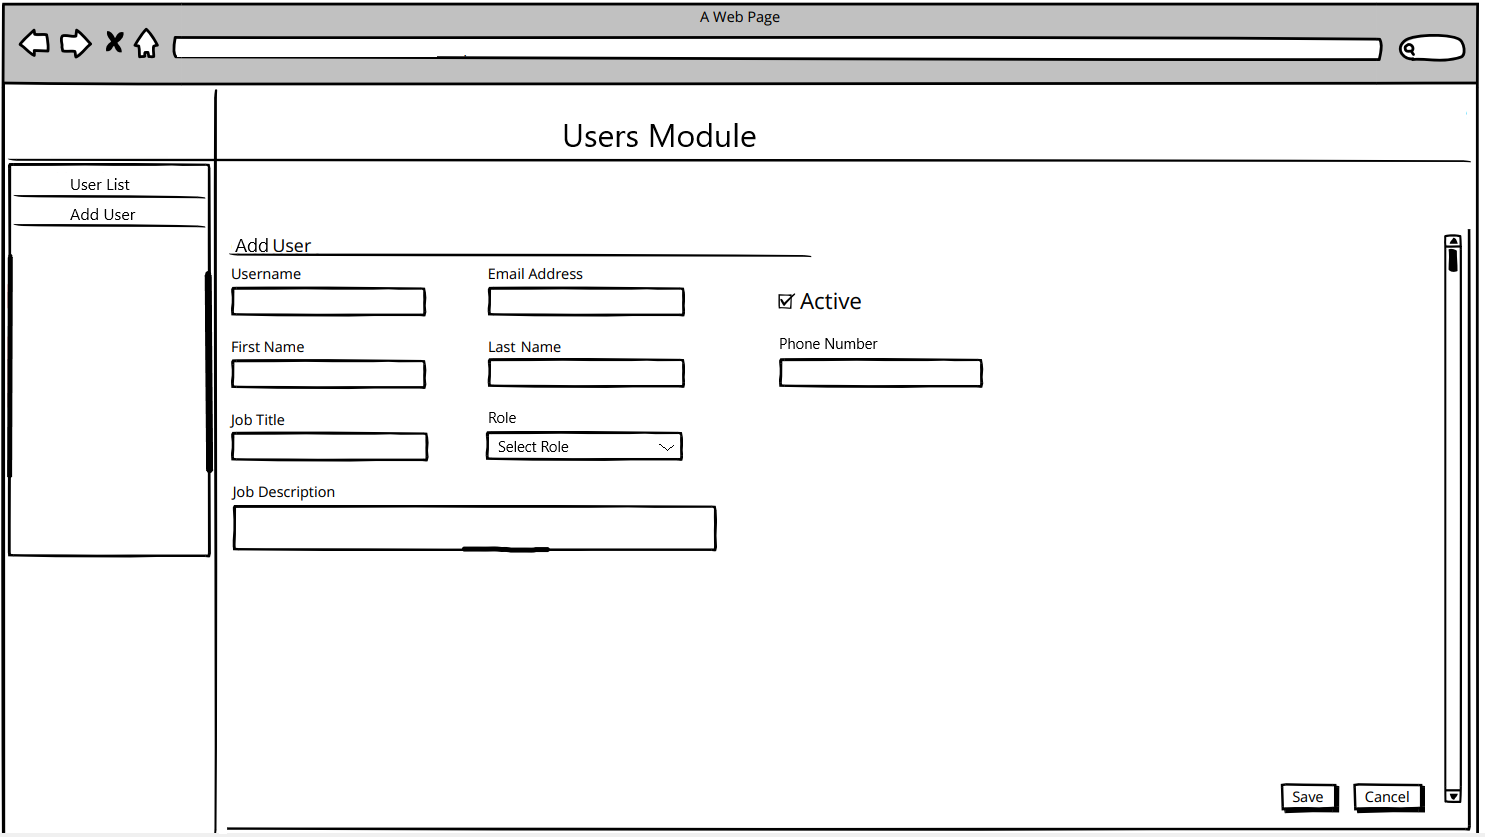 A Web Page
Users Module
User List
Add User
Add User
Username
Email Address
Active
First Name
Last Name
Phone Number
Job Title
Role
Select Role
Job Description
Save
Cancel